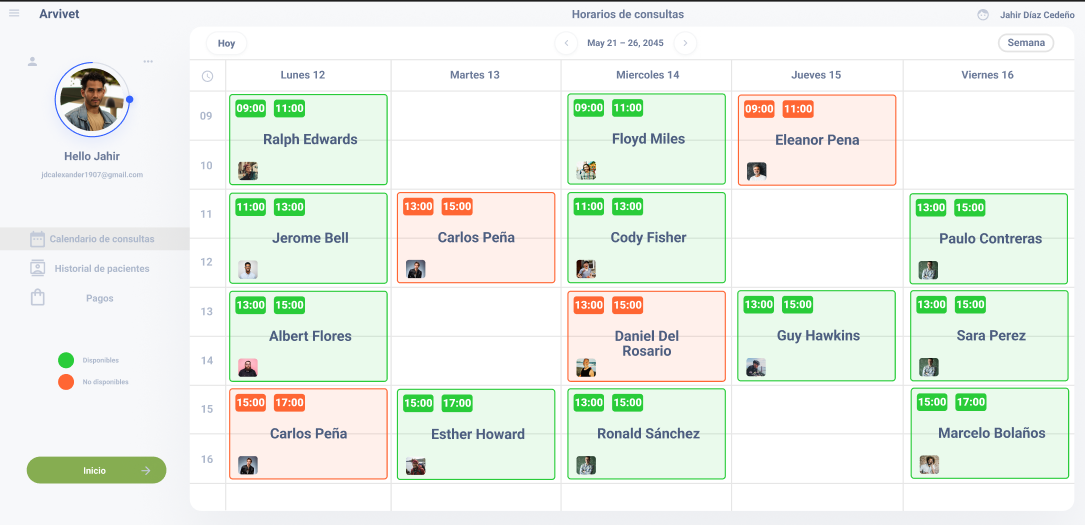 Arvivet
Horarios de consultas
Jahir Díaz Cedeño
Hello Jahir
jdcalexander1907@gmail.com
Calendario de consultas
Historial de pacientes
Pagos
Disponibles
No disponibles
Inicio
Hoy
May 21 – 26, 2045
Semana
Lunes 12
Martes 13
Miercoles 14
Jueves 15
Viernes 16
09
10
11
12
13
14
15
16
09:00 11:00
Ralph Edwards
11:00 13:00
Jerome Bell
13:00 15:00
Albert Flores
15:00 17:00
Carlos Peña
13:00 15:00
Carlos Peña
15:00 17:00
Esther Howard
09:00 11:00
Floyd Miles
11:00 13:00
Cody Fisher
13:00 15:00
Daniel Del
Rosario
13:00 15:00
Ronald Sánchez
09:00 11:00
Eleanor Pena
13:00 15:00
Guy Hawkins
13:00 15:00
Paulo Contreras
13:00 15:00
Sara Perez
15:00 17:00
Marcelo Bolaños